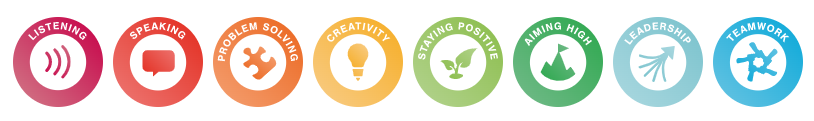 LISTENING
SPEAKING
PROBLEM SOLVING
CREATIVITY
STAYING POSITIVE
AIMING HIGH
LEADERSHIP
TEAMWORK